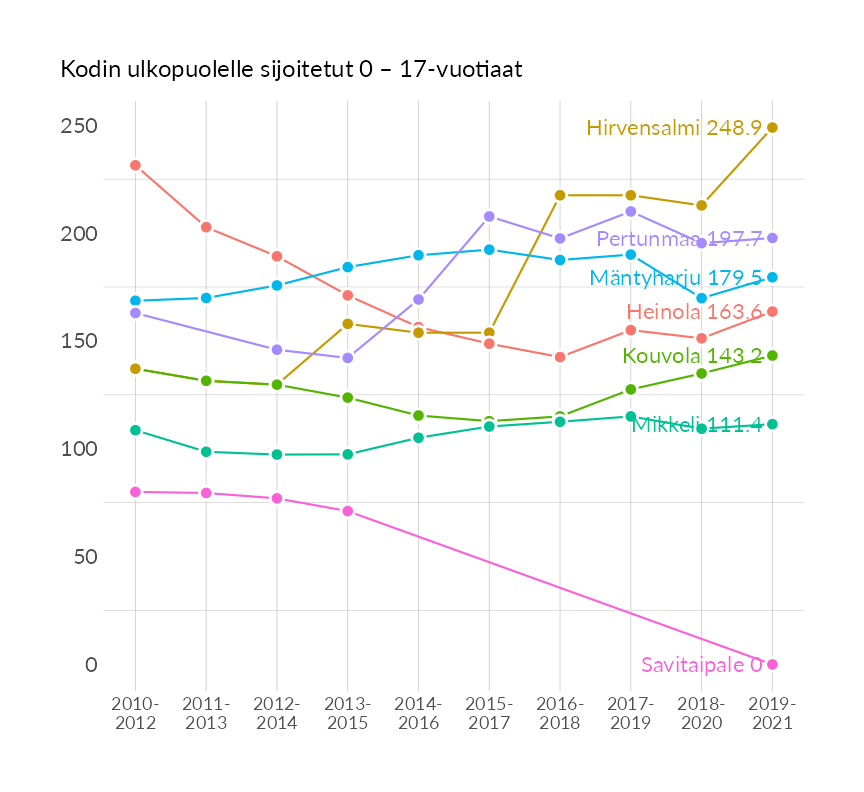 Kodin ulkopuolelle sijoitetut 0 – 17-vuotiaat
250
200
150
100
50
0
Hirvensalmi 248.9
Pertunmaa 197.7
Mäntyharju 179.5
Heinola 163.6
Kouvola 143.2
Mikkeli 111.4
Savitaipale 0
2010- 2011- 2012- 2013- 2014- 2015- 2016- 2017- 2018- 2019-
2012 2013 2014 2015 2016 2017 2018 2019 2020 2021